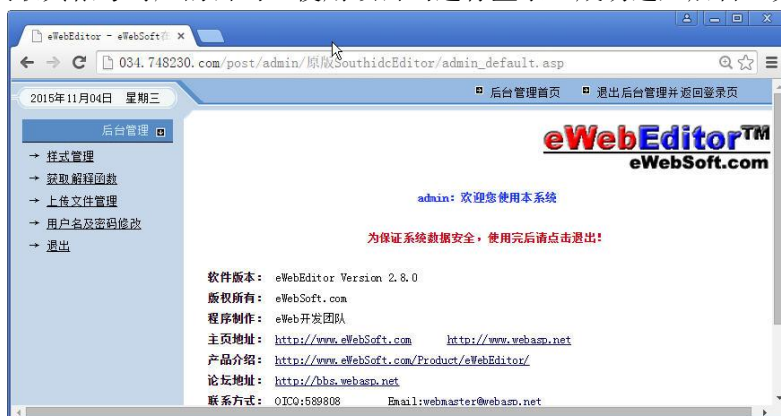 eWebEditor - eWebSoft在
034.748230.com/post/admin/原版SouthidcEditor/admin_default.asp
2015年11月04日 星期三
后台管理首页 退出后台管理并返回登录页
后台管理
→ 样式管理
→ 获取解释函数
→ 上传文件管理
→ 用户名及密码修改
→ 退出
eWebEditor™
eWebSoft.com
admin: 欢迎您使用本系统
为保证系统数据安全，使用完后请点击退出!
软件版本： eWebEditor Version 2.8.0
版权所有： eWebSoft.com
程序制作： eWeb开发团队
主页地址： http://www.eWebSoft.com http://www.webasp.net
产品介绍： http://www.eWebSoft.com/Product/eWebEditor/
论坛地址： http://bbs.webasp.net
联系方式： OICQ:589808 Email:webmaster@webasp.net